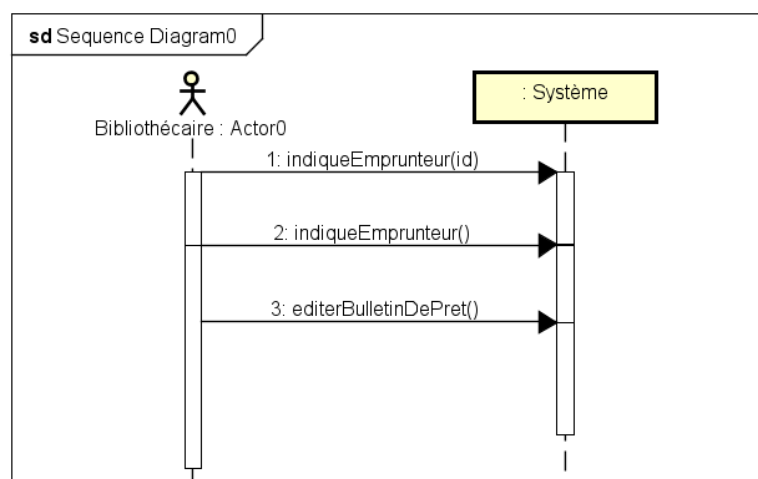 sd Sequence Diagram0
Bibliothécaire : Actor0
: Système
1: indiqueEmprunteur(id)
2: indiqueEmprunteur()
3: editerBulletinDePret()